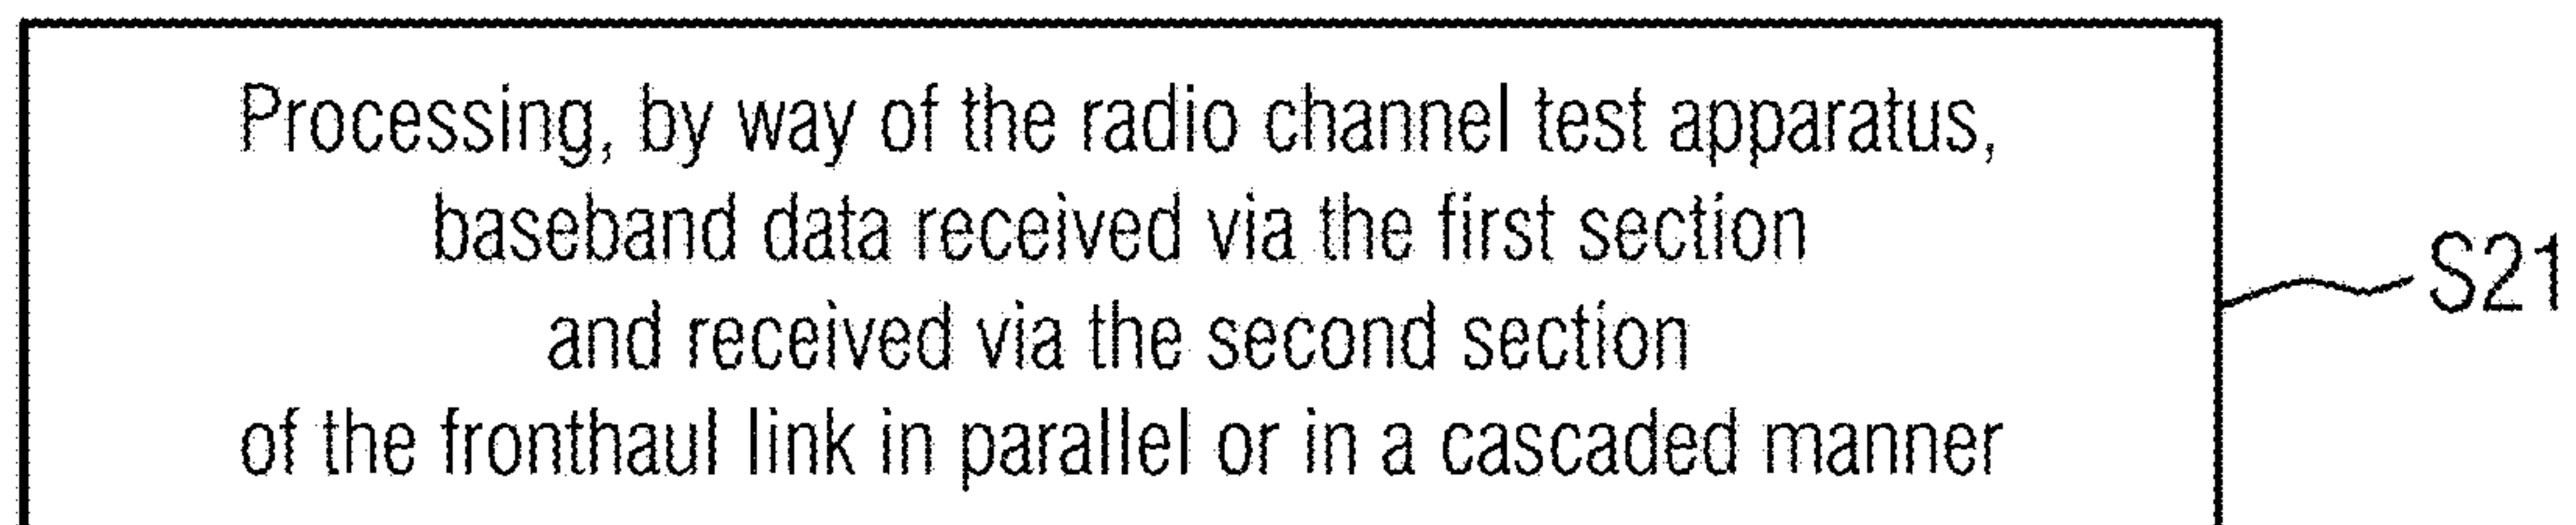 Processing, by way of the radio channel test apparatus,
baseband data received via the first section
and received via the second section
of the fronthaul link in parallel or in a cascaded manner
S21